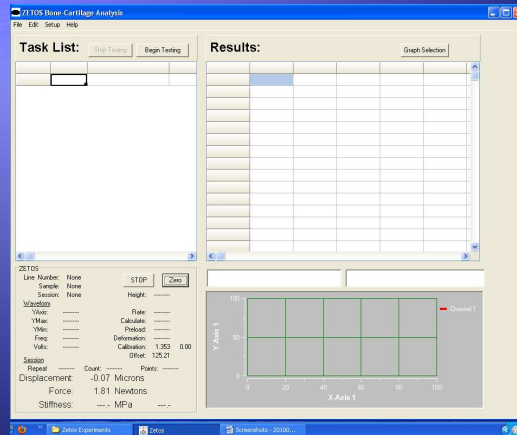 ZETOS Bone-Cartilage Analysis
File Edit Setup Help
Task List: Stop Testing Begin Testing
Results: Graph Selection
ZETOS
Line Number: None
Sample: None
Session: None
STOP Zero
Height: --------
Waveform
YAxis: --------
YMax: --------
YMin: --------
Freq: --------
Volts: --------
Rate: --------
Calculate: --------
Preload: --------
Deformation: --------
Calibration: 1.353 0.00
Offset: 125.21
Session
Repeat -------- Count: -------- Points: --------
Displacement: -0.07 Microns
Force: 1.81 Newtons
Stiffness: ---.- MPa ---.-
Y Axis 1
100
50
0
0 20 40 60 80 100
X Axis 1
Channel 1
Zetos Experiments
Zetos
Screenshots - 20100...